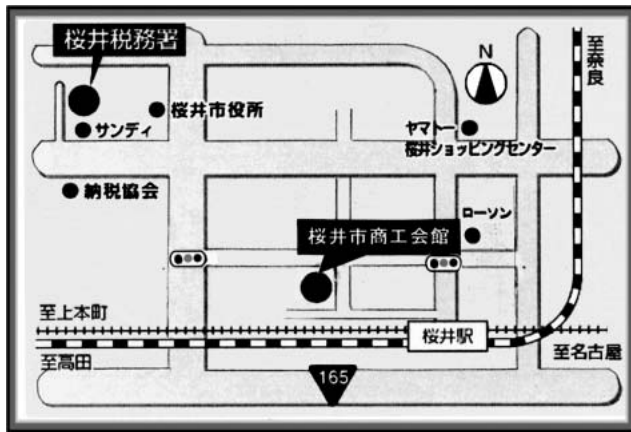 桜井税務署
N
至奈良
桜井市役所
サンディ
ヤマトー
桜井ショッピングセンター
納税協会
ローソン
桜井市商工会館
至上本町
桜井駅
至高田
至名古屋
165